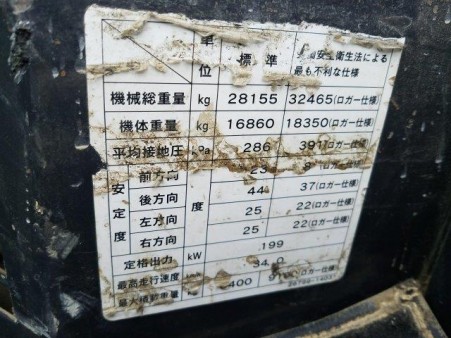 単位 標準 安全衛生法による
最も不利な仕様
機械総重量 kg 28155 32465(ロガー仕様)
機体重量 kg 16860 18350(ロガー仕様)
平均接地圧 kPa 286 391(ロガー仕様)
安定度 前方向 度 23
後方向 44 37(ロガー仕様)
左方向 25 22(ロガー仕様)
右方向 25 22(ロガー仕様)
定格出力 kW 199
最高走行速度 34.0
最大積載重量